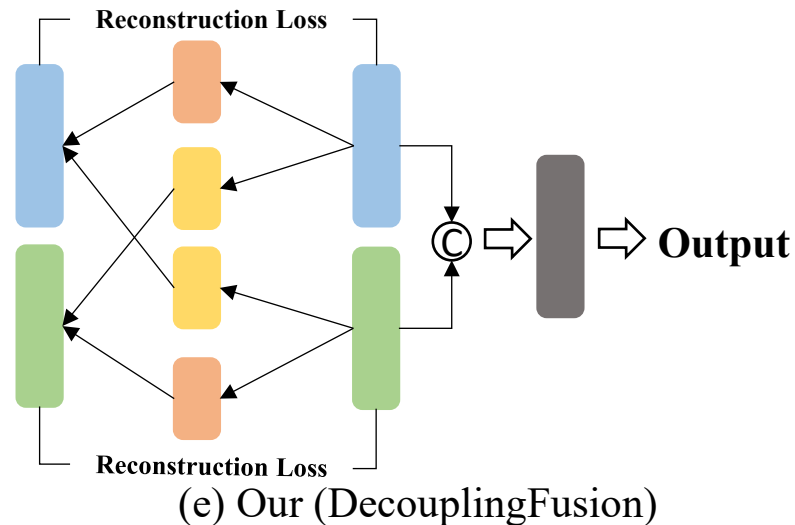 Reconstruction Loss
©
Output
Reconstruction Loss
(e) Our (DecouplingFusion)